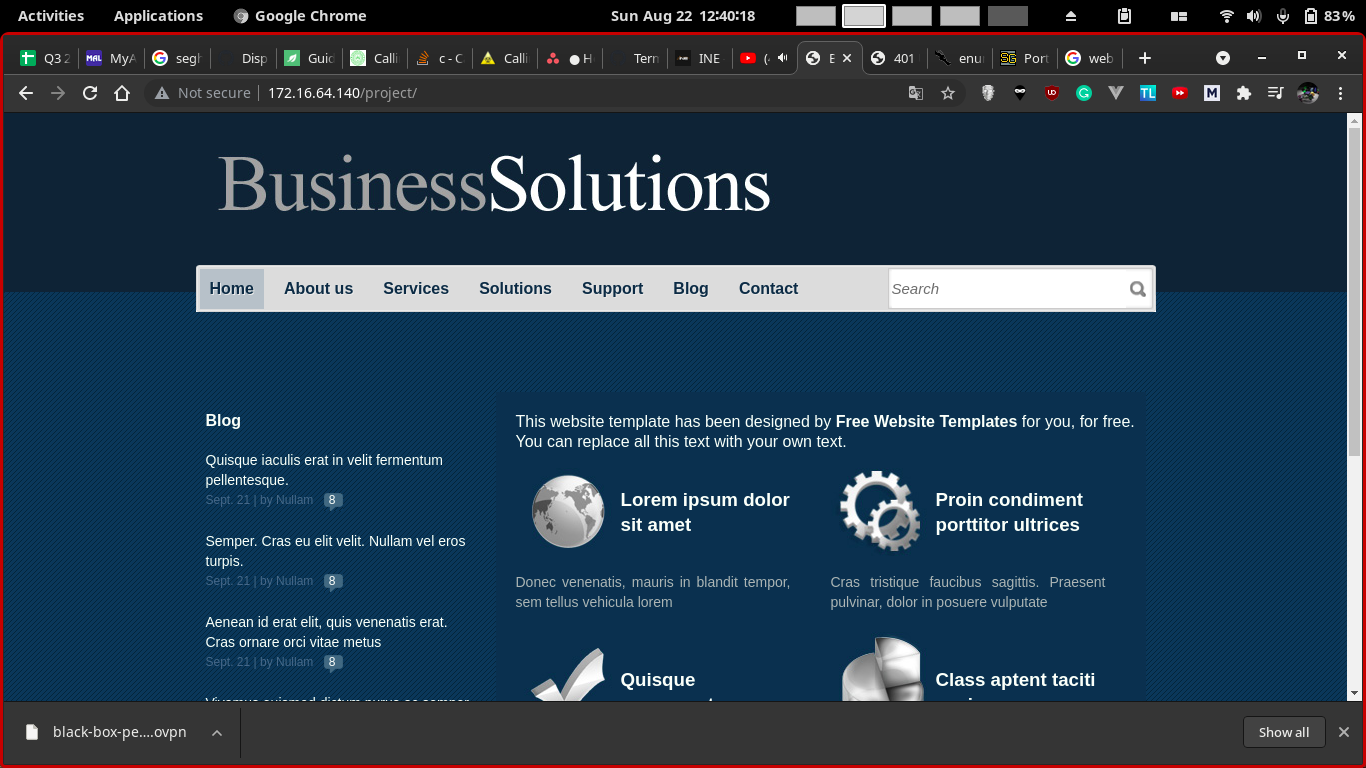 Activities Applications Google Chrome Sun Aug 22 12:40:18 83%
Q3 2 MAL MyA segh Disp Guid Calli c - C Calli H Tern INE E 401 enu Port web
Not secure 172.16.64.140/project/
BusinessSolutions
Home About us Services Solutions Support Blog Contact Search
Blog
Quisque iaculis erat in velit fermentum
pellentesque.
Sept. 21 | by Nullam 8
Semper. Cras eu elit velit. Nullam vel eros
turpis.
Sept. 21 | by Nullam 8
Aenean id erat elit, quis venenatis erat.
Cras ornare orci vitae metus
Sept. 21 | by Nullam 8
This website template has been designed by Free Website Templates for you, for free.
You can replace all this text with your own text.
Lorem ipsum dolor
sit amet
Donec venenatis, mauris in blandit tempor,
sem tellus vehicula lorem
Proin condiment
porttitor ultrices
Cras tristique faucibus sagittis. Praesent
pulvinar, dolor in posuere vulputate
Quisque
Class aptent taciti
black-box-pe....ovpn Show all